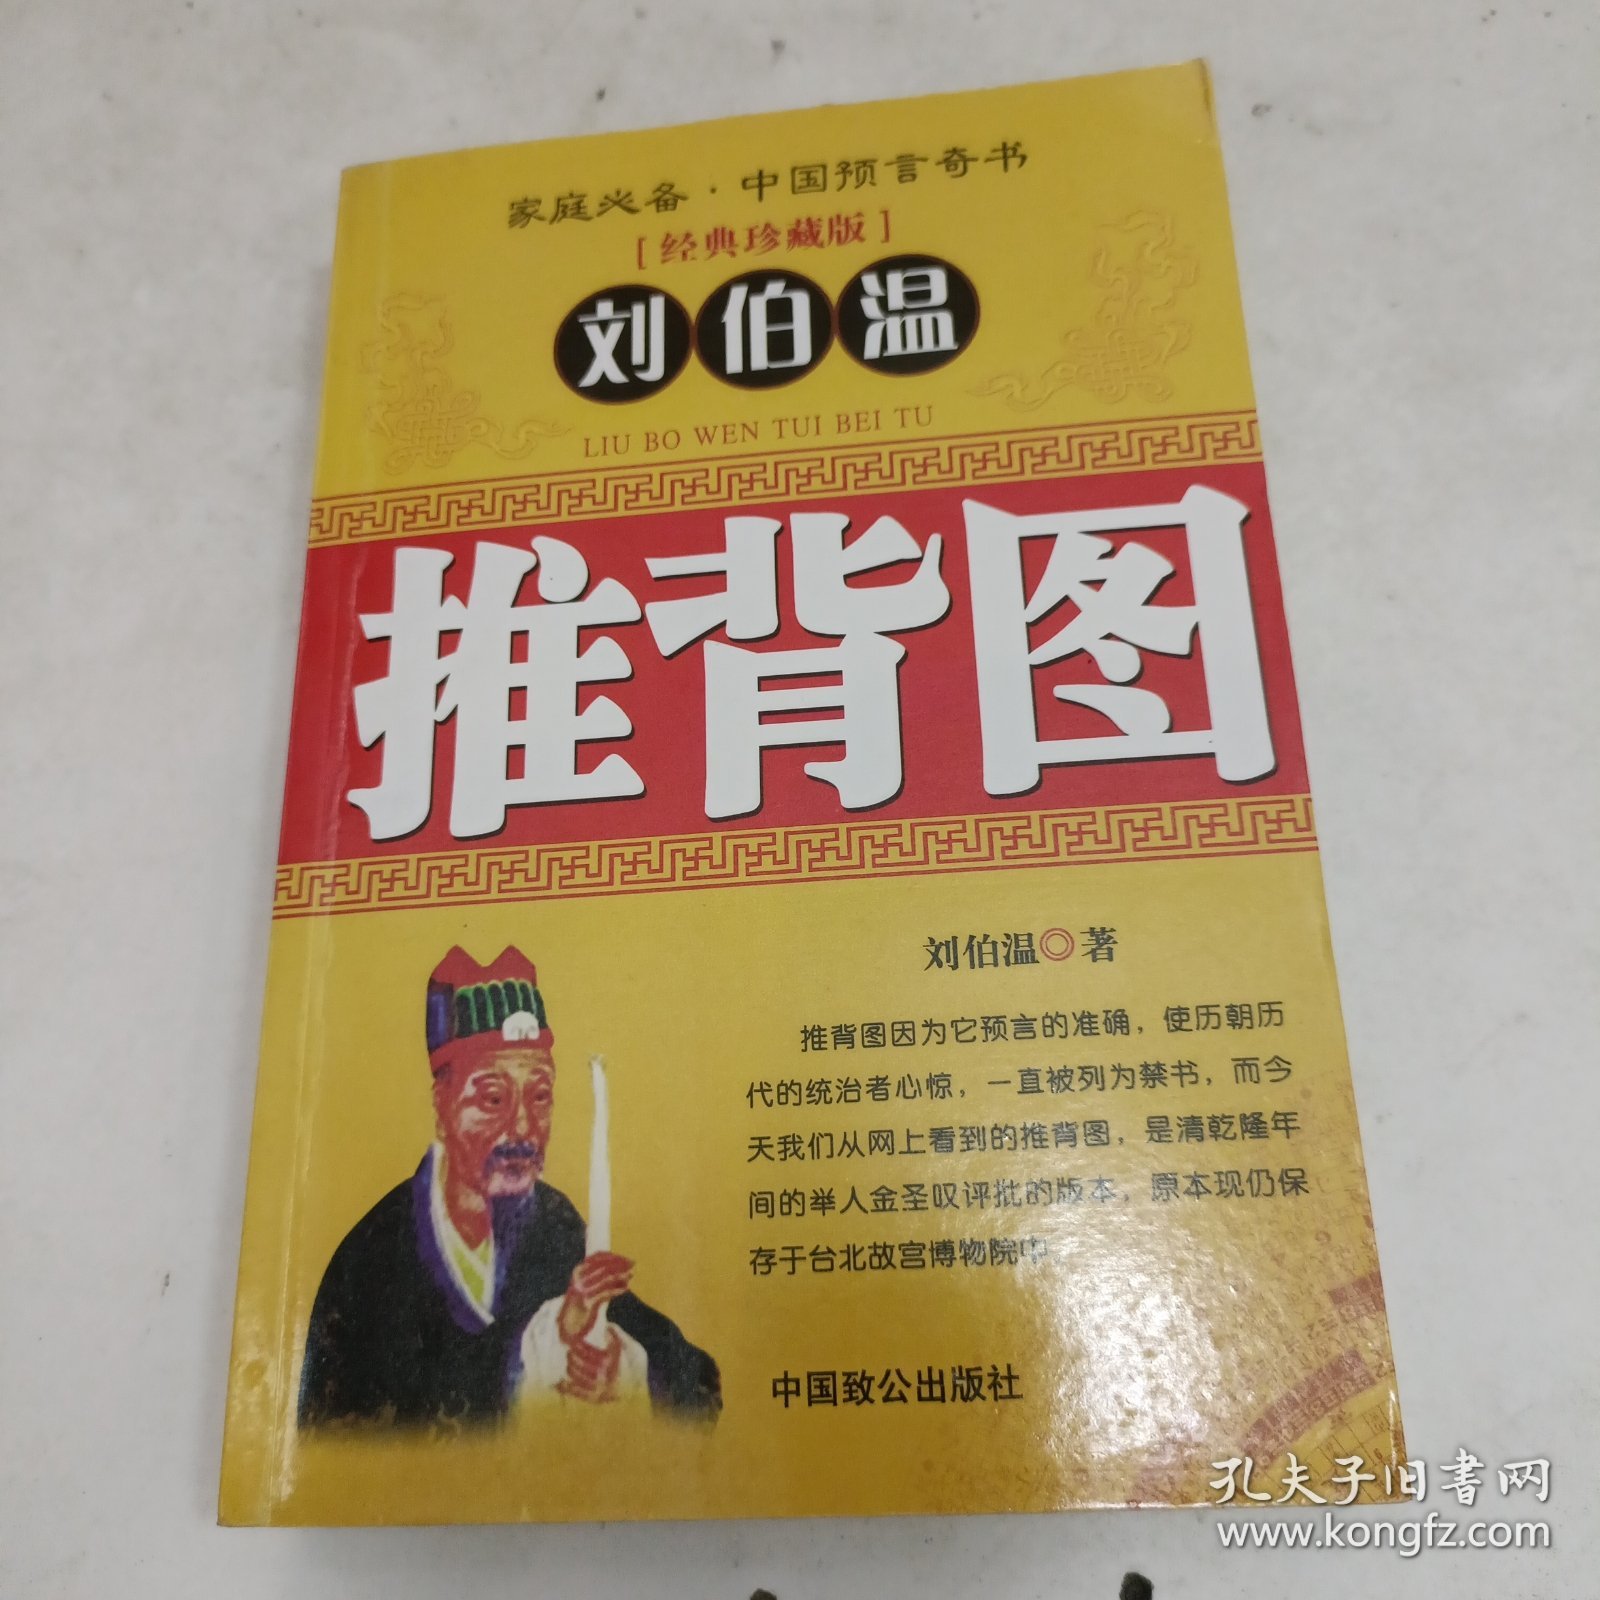 家庭必备·中国预言奇书
[经典珍藏版]
刘伯温
LIU BO WEN TUI BEI TU
推背图
刘伯温◎著
推背图因为它预言的准确，使历朝历
代的统治者心惊，一直被列为禁书，而今
天我们从网上看到的推背图，是清乾隆年
间的举人金圣叹评批的版本，原本现仍保
存于台北故宫博物院中。
中国致公出版社
孔夫子旧书网
www.kongfz.com